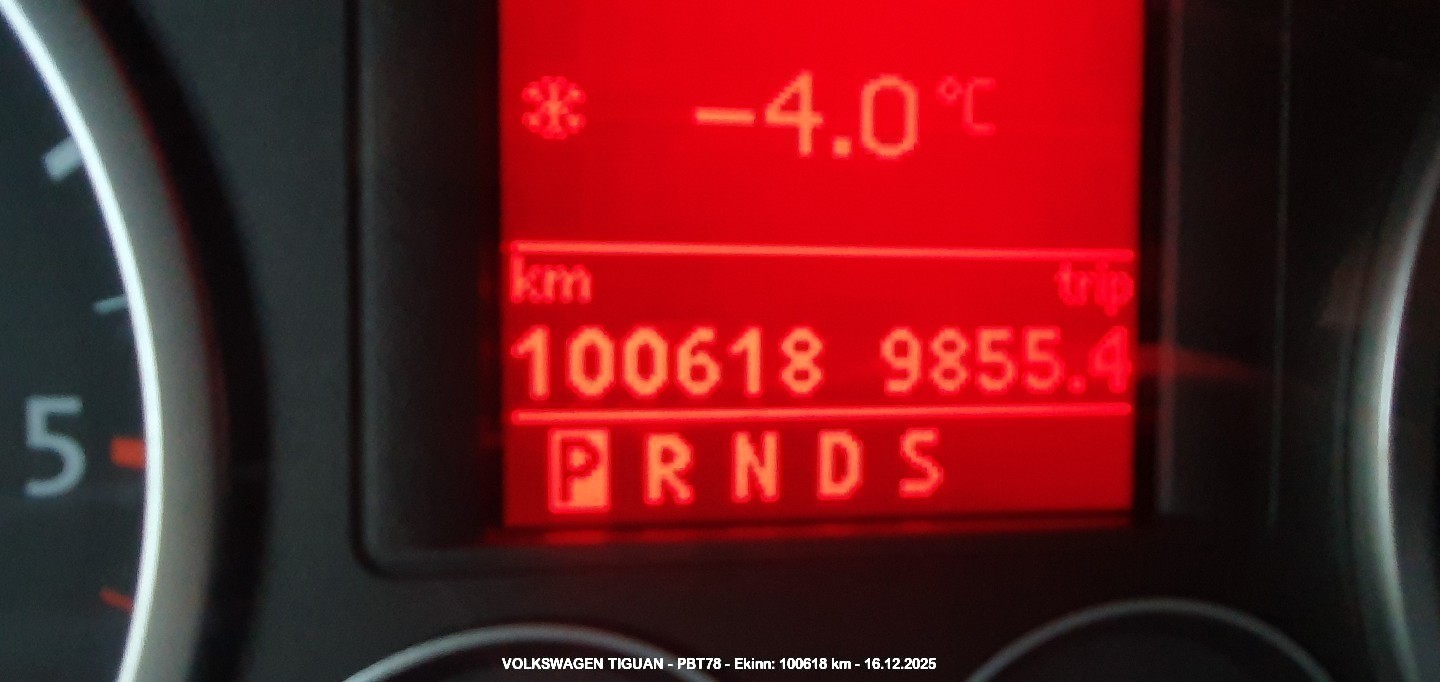 -4.0 °C
km trip
100618 9855.4
P R N D S
5
VOLKSWAGEN TIGUAN - PBT78 - Ekinn: 100618 km - 16.12.2025